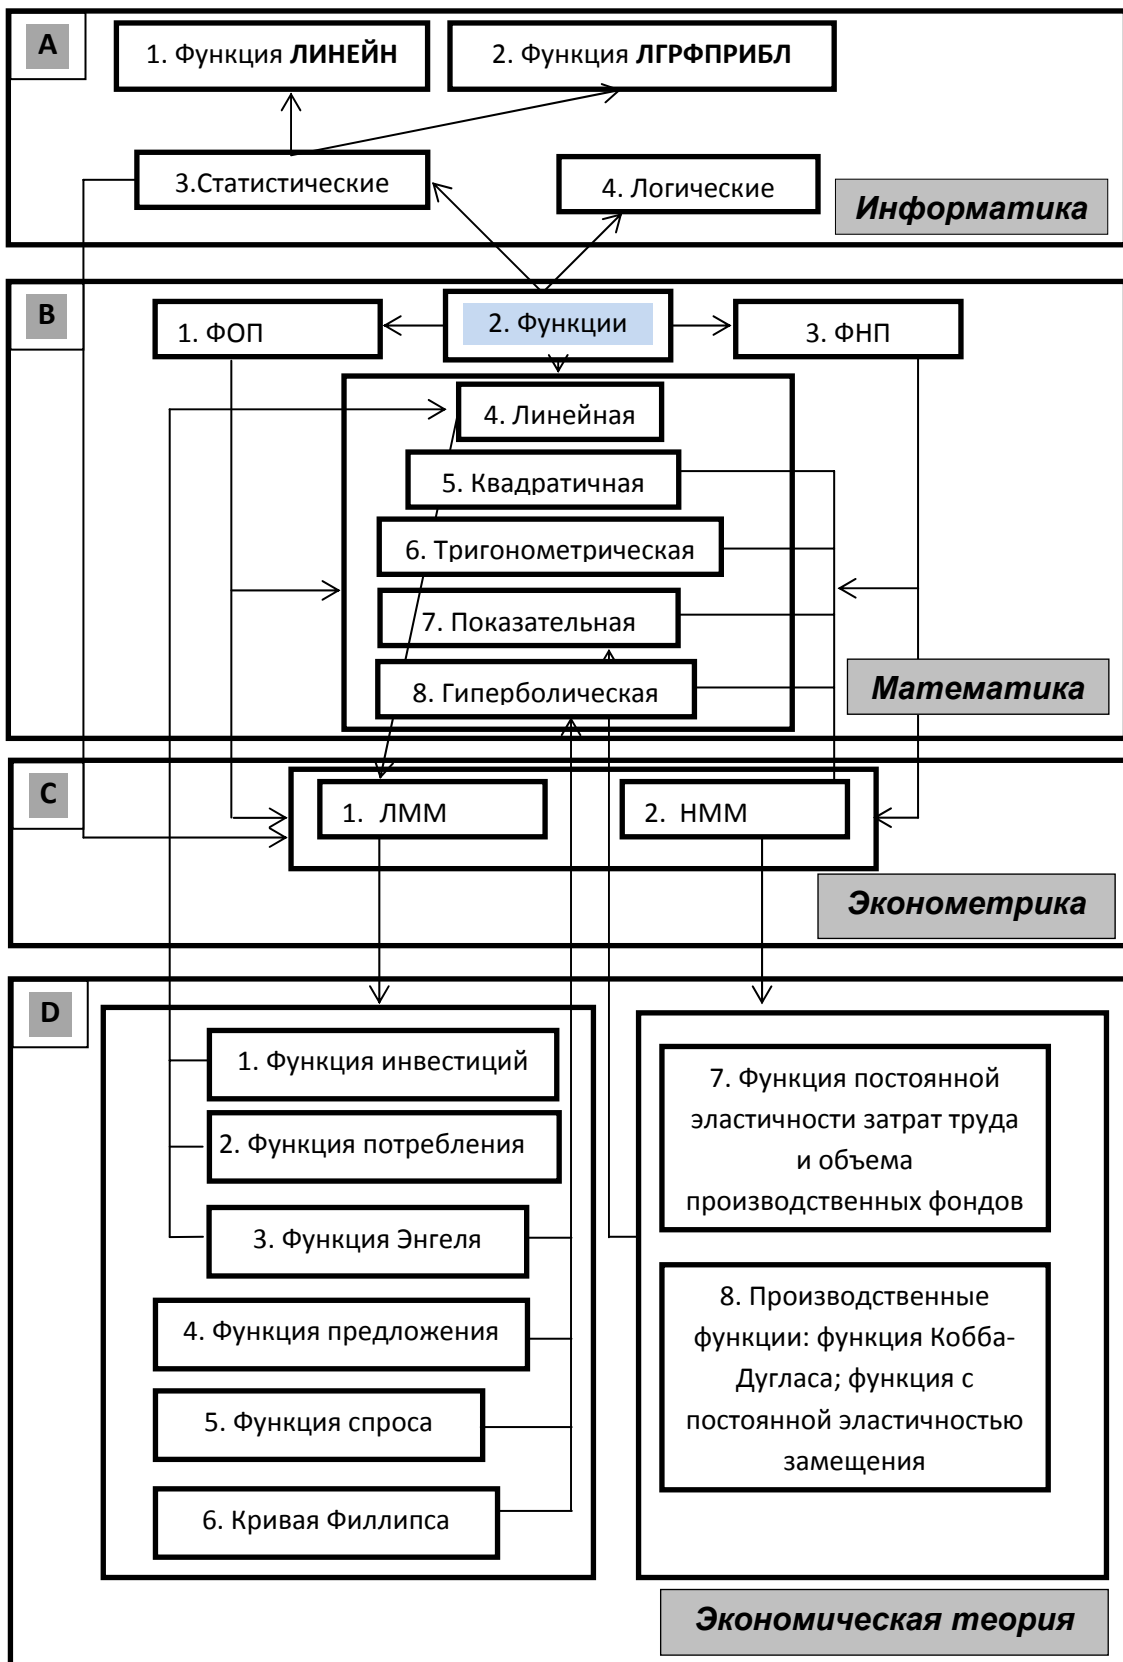 A
1. Функция ЛИНЕЙН
2. Функция ЛГРФПРИБЛ
3.Статистические
4. Логические
Информатика
B
1. ФОП
2. Функции
3. ФНП
4. Линейная
5. Квадратичная
6. Тригонометрическая
7. Показательная
8. Гиперболическая
Математика
C
1. ЛММ
2. НММ
Эконометрика
D
1. Функция инвестиций
2. Функция потребления
3. Функция Энгеля
4. Функция предложения
5. Функция спроса
6. Кривая Филлипса
7. Функция постоянной
эластичности затрат труда
и объема
производственных фондов
8. Производственные
функции: функция Кобба-
Дугласа; функция с
постоянной эластичностью
замещения
Экономическая теория